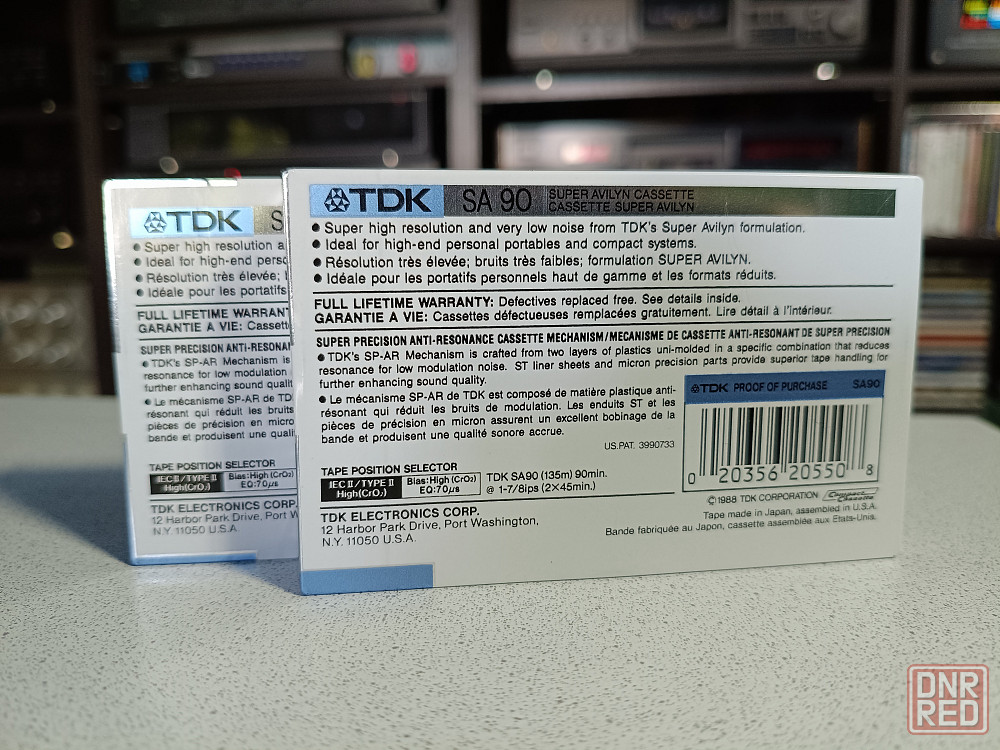 TDK S
Super high resolution a
Ideal for high-end perso
Résolution très élevée; b
Idéale pour les portatifs
FULL LIFETIME WARRANT
GARANTIE A VIE: Cassett
SUPER PRECISION ANTI-RESONAN
TDK's SP-AR Mechanism is
resonance for low modulation
further enhancing sound quality.
Le mécanisme SP-AR de TD
résonant qui réduit les bruits
pièces de précision en micro
bande et produisent une qual
TAPE POSITION SELECTOR
IEC II/TYPE II
High(CrO₂)
Bias:High (CrO₂)
EQ:70μs
TDK ELECTRONICS CORP.
12 Harbor Park Drive, Port W
N.Y. 11050 U.S.A.
TDK SA 90 SUPER AVILYN CASSETTE
CASSETTE SUPER AVILYN
● Super high resolution and very low noise from TDK's Super Avilyn formulation.
● Ideal for high-end personal portables and compact systems.
● Résolution très élevée; bruits très faibles; formulation SUPER AVILYN.
● Idéale pour les portatifs personnels haut de gamme et les formats réduits.
FULL LIFETIME WARRANTY: Defectives replaced free. See details inside.
GARANTIE A VIE: Cassettes défectueuses remplacées gratuitement. Lire détail à l'intérieur.
SUPER PRECISION ANTI-RESONANCE CASSETTE MECHANISM/MECANISME DE CASSETTE ANTI-RESONANT DE SUPER PRECISION
● TDK's SP-AR Mechanism is crafted from two layers of plastics uni-molded in a specific combination that reduces
resonance for low modulation noise. ST liner sheets and micron precision parts provide superior tape handling for
further enhancing sound quality.
● Le mécanisme SP-AR de TDK est composé de matière plastique anti-
résonant qui réduit les bruits de modulation. Les enduits ST et les
pièces de précision en micron assurent un excellent bobinage de la
bande et produisent une qualité sonore accrue.
US.PAT. 3990733
TDK PROOF OF PURCHASE SA90
0 20356 20550 8
TAPE POSITION SELECTOR
IEC II/TYPE II
High(CrO₂)
Bias:High (CrO₂)
EQ:70μs
TDK SA90 (135m) 90min.
@ 1-7/8ips (2×45min.)
TDK ELECTRONICS CORP.
12 Harbor Park Drive, Port Washington,
N.Y. 11050 U.S.A.
©1988 TDK CORPORATION Compact Cassette
Tape made in Japan, assembled in U.S.A.
Bande fabriquée au Japon, cassette assemblée aux Etats-Unis.
DNR
RED